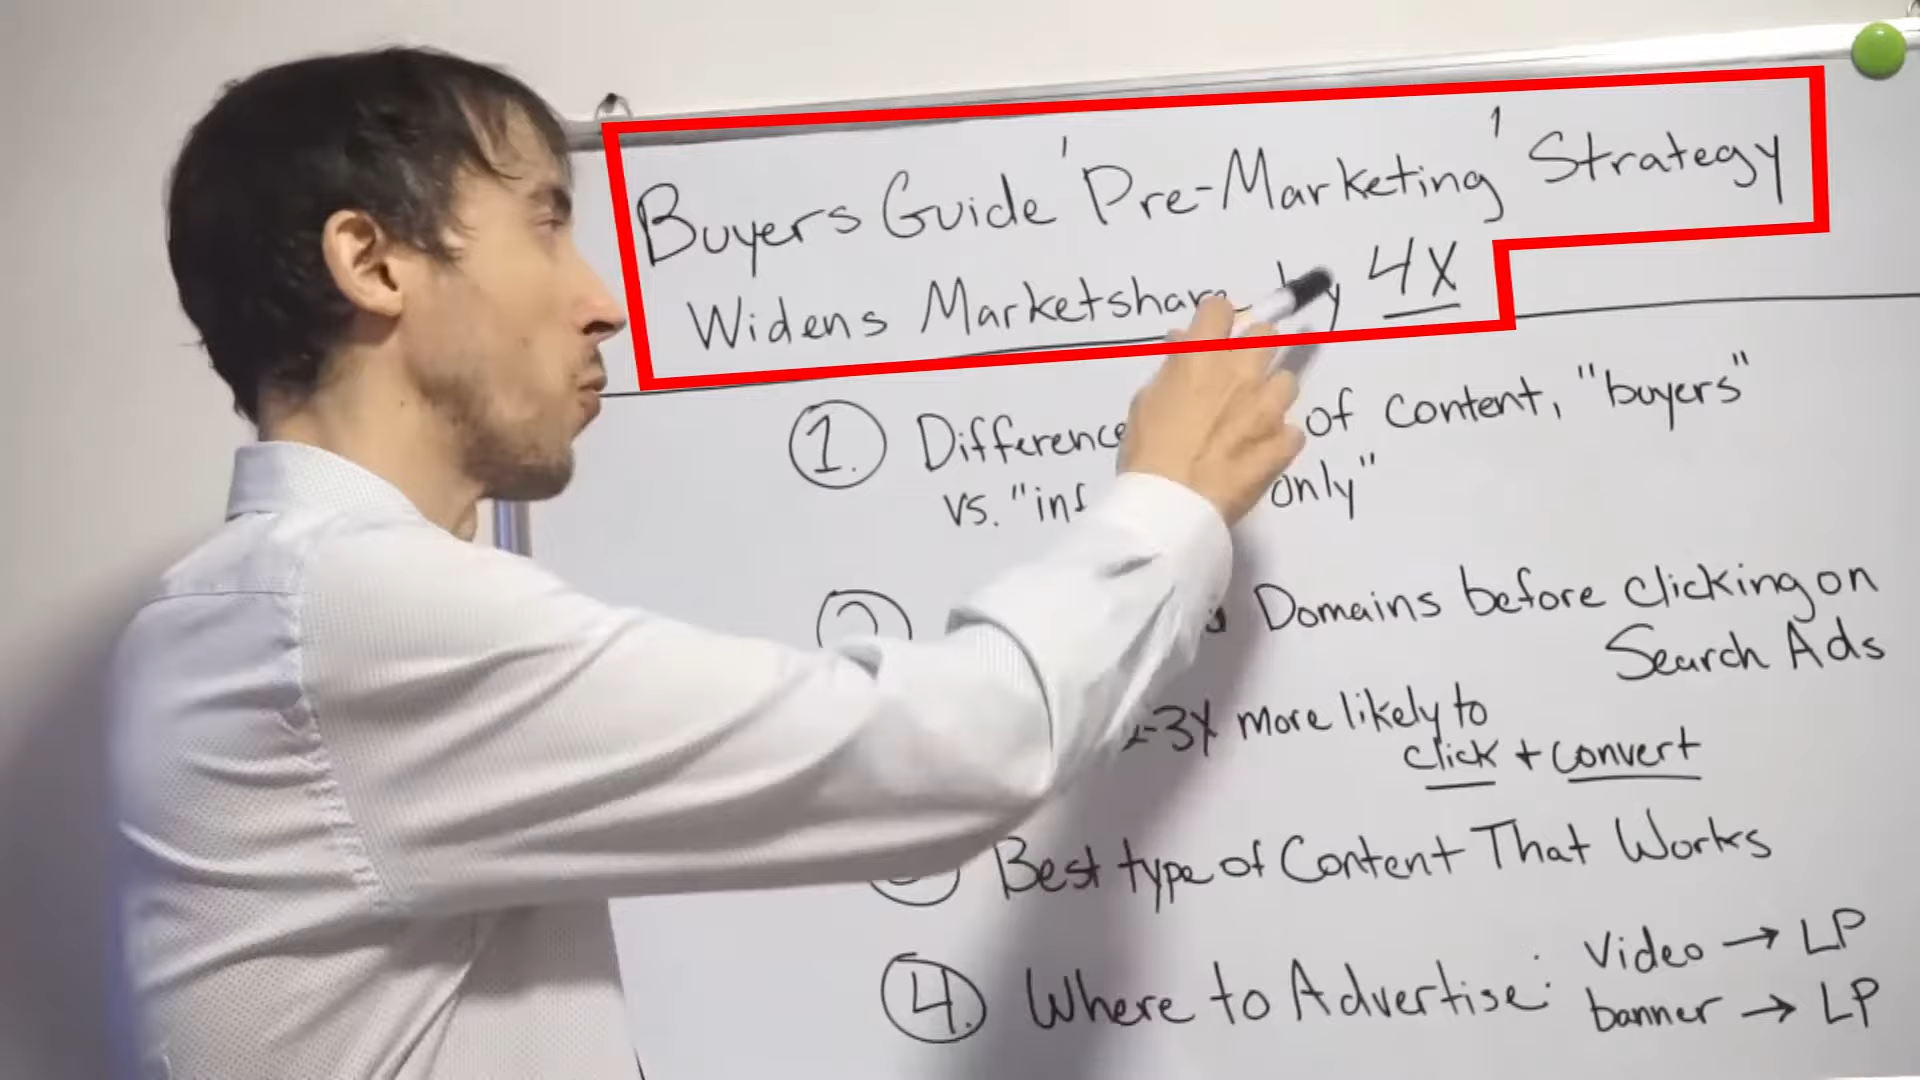 Buyers Guide 'Pre-Marketing' Strategy
Widens Marketshare by 4X
1. Difference of content, "buyers"
vs. " only"
2. Domains before clicking on
Search Ads
-3X more likely to
click + convert
Best type of Content That Works
4. Where to Advertise: Video → LP
banner → LP